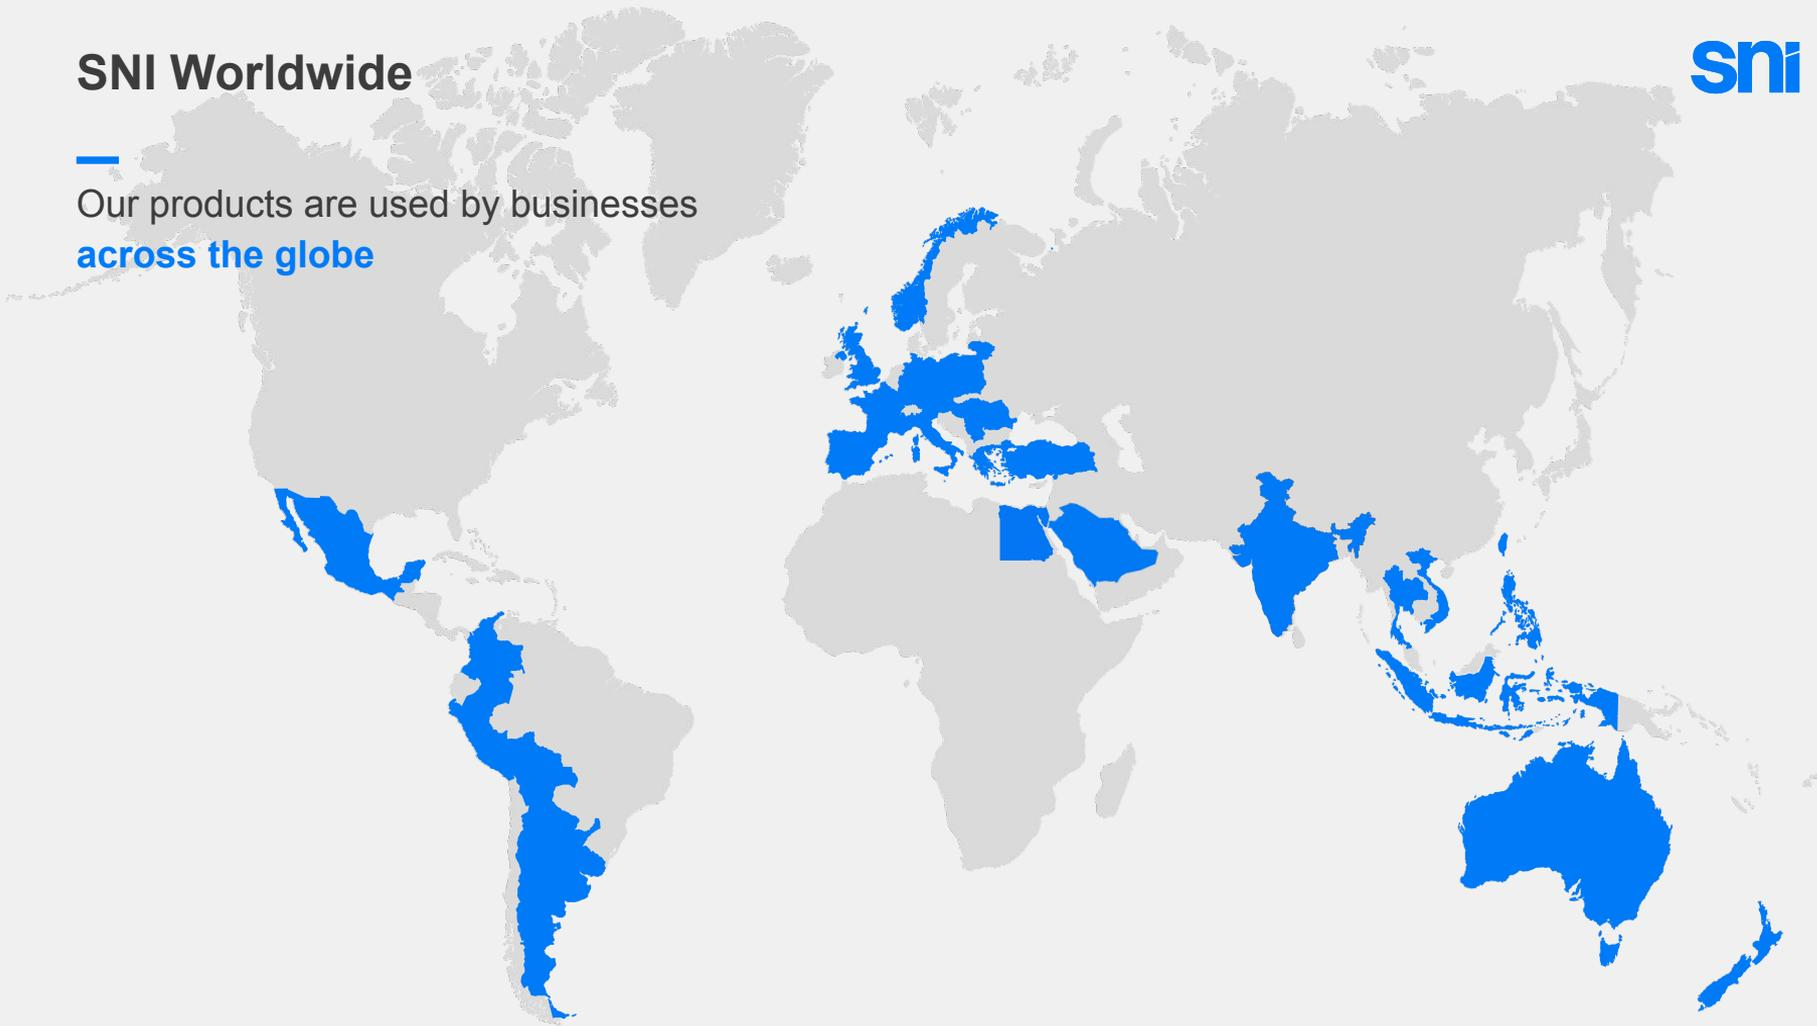 SNI Worldwide
sni
Our products are used by businesses
across the globe